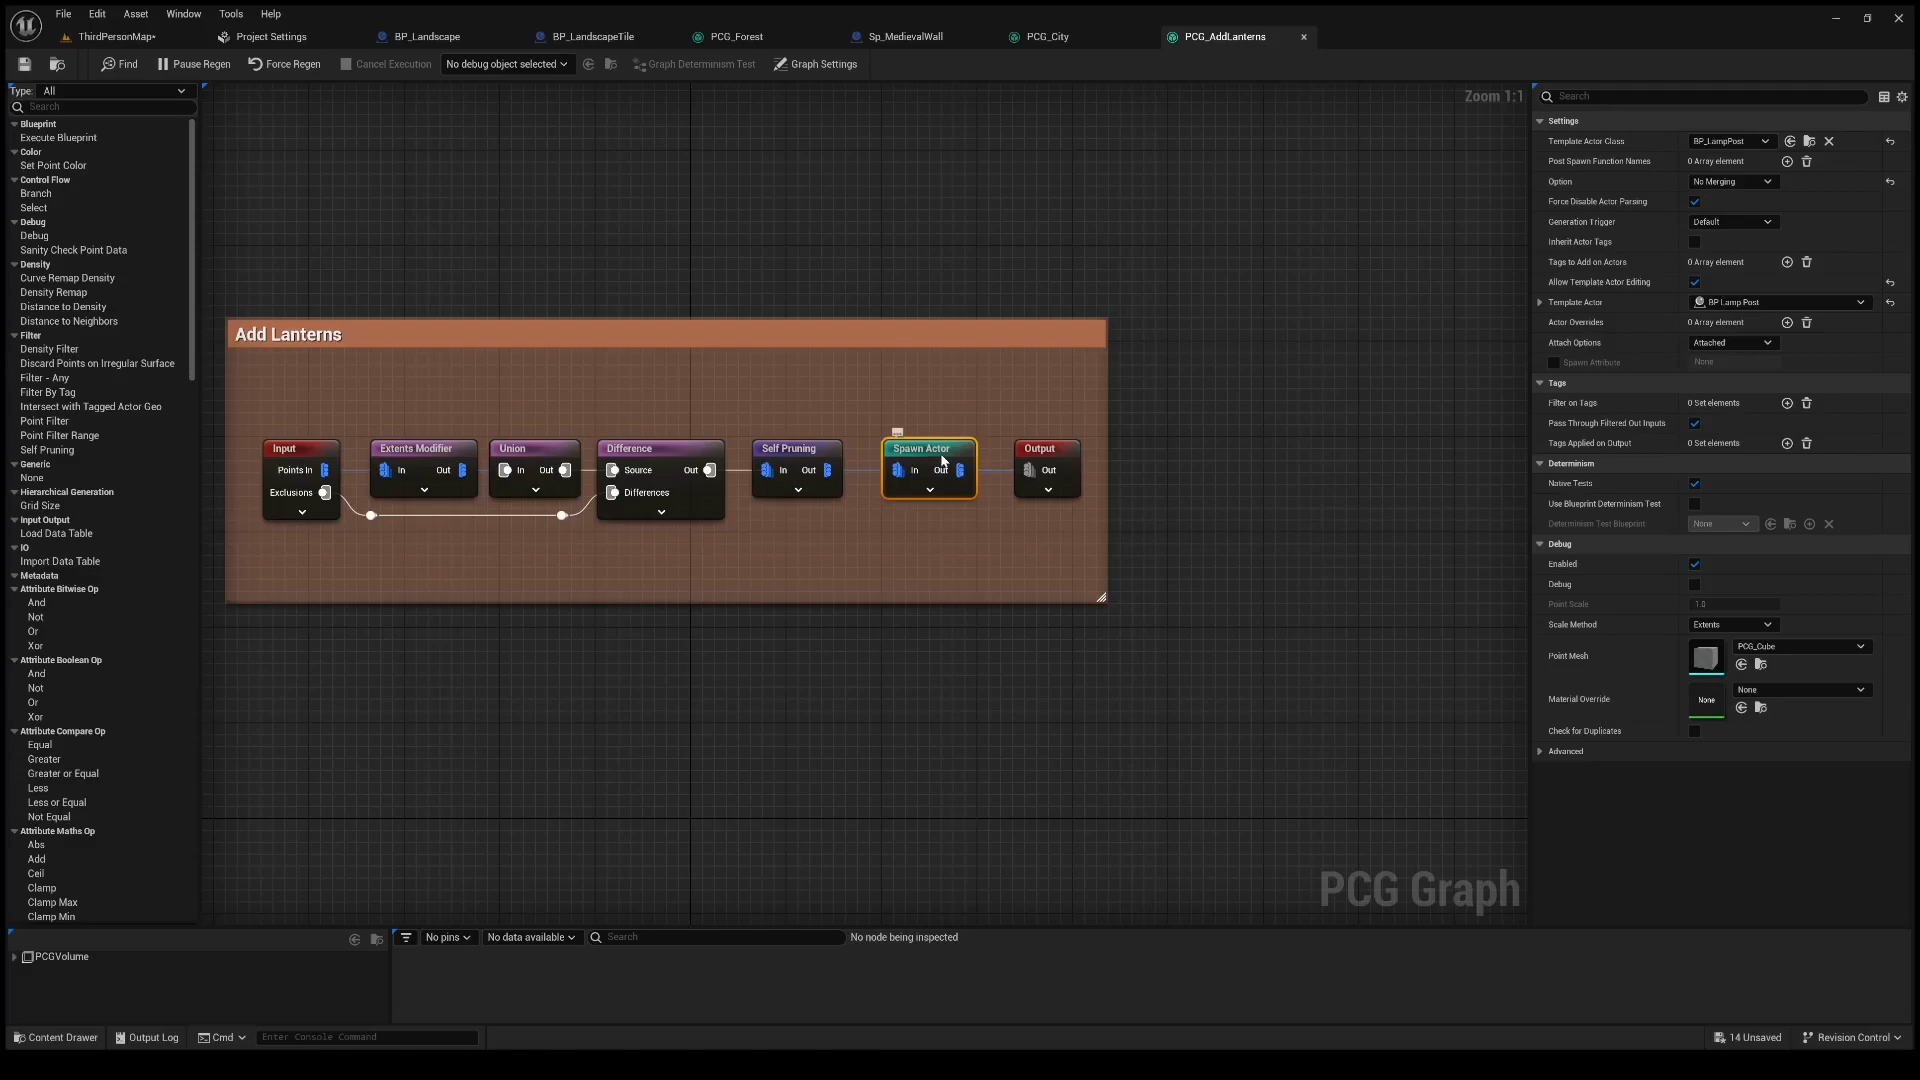 File Edit Asset Window Tools Help
ThirdPersonMap* Project Settings BP_Landscape BP_LandscapeTile PCG_Forest Sp_MedievalWall PCG_City PCG_AddLanterns
Find Pause Regen Force Regen Cancel Execution No debug object selected Graph Determinism Test Graph Settings
Type: All
Search
Blueprint
Execute Blueprint
Color
Set Point Color
Control Flow
Branch
Select
Debug
Debug
Sanity Check Point Data
Density
Curve Remap Density
Density Remap
Distance to Density
Distance to Neighbors
Filter
Density Filter
Discard Points on Irregular Surface
Filter - Any
Filter By Tag
Intersect with Tagged Actor Geo
Point Filter
Point Filter Range
Self Pruning
Generic
None
Hierarchical Generation
Grid Size
Input Output
Load Data Table
IO
Import Data Table
Metadata
Attribute Bitwise Op
And
Not
Or
Xor
Attribute Boolean Op
And
Not
Or
Xor
Attribute Compare Op
Equal
Greater
Greater or Equal
Less
Less or Equal
Not Equal
Attribute Maths Op
Abs
Add
Ceil
Clamp
Clamp Max
Clamp Min
Zoom 1:1
Add Lanterns
Input
Points In
Exclusions
Extents Modifier
In Out
Union
In Out
Difference
Source Out
Differences
Self Pruning
In Out
Spawn Actor
In Out
Output
Out
PCG Graph
Search
Settings
Template Actor Class BP_LampPost
Post Spawn Function Names 0 Array element
Option No Merging
Force Disable Actor Parsing
Generation Trigger Default
Inherit Actor Tags
Tags to Add on Actors 0 Array element
Allow Template Actor Editing
Template Actor BP Lamp Post
Actor Overrides 0 Array element
Attach Options Attached
Spawn Attribute None
Tags
Filter on Tags 0 Set elements
Pass Through Filtered Out Inputs
Tags Applied on Output 0 Set elements
Determinism
Native Tests
Use Blueprint Determinism Test
Determinism Test Blueprint None
Debug
Enabled
Debug
Point Scale 1.0
Scale Method Extents
Point Mesh PCG_Cube
Material Override None None
Check for Duplicates
Advanced
PCGVolume
No pins No data available Search No node being inspected
Content Drawer Output Log Cmd Enter Console Command 14 Unsaved Revision Control